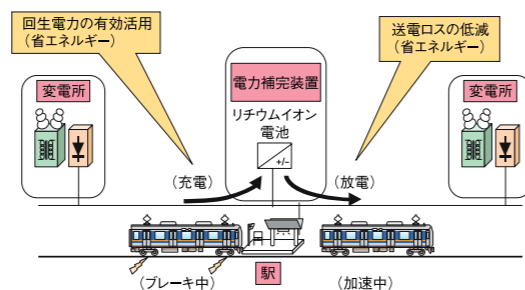 回生電力の有効活用
(省エネルギー)
送電ロスの低減
(省エネルギー)
変電所
電力補完装置
リチウムイオン
電池
+/−
変電所
(充電)
(放電)
(ブレーキ中)
駅
(加速中)